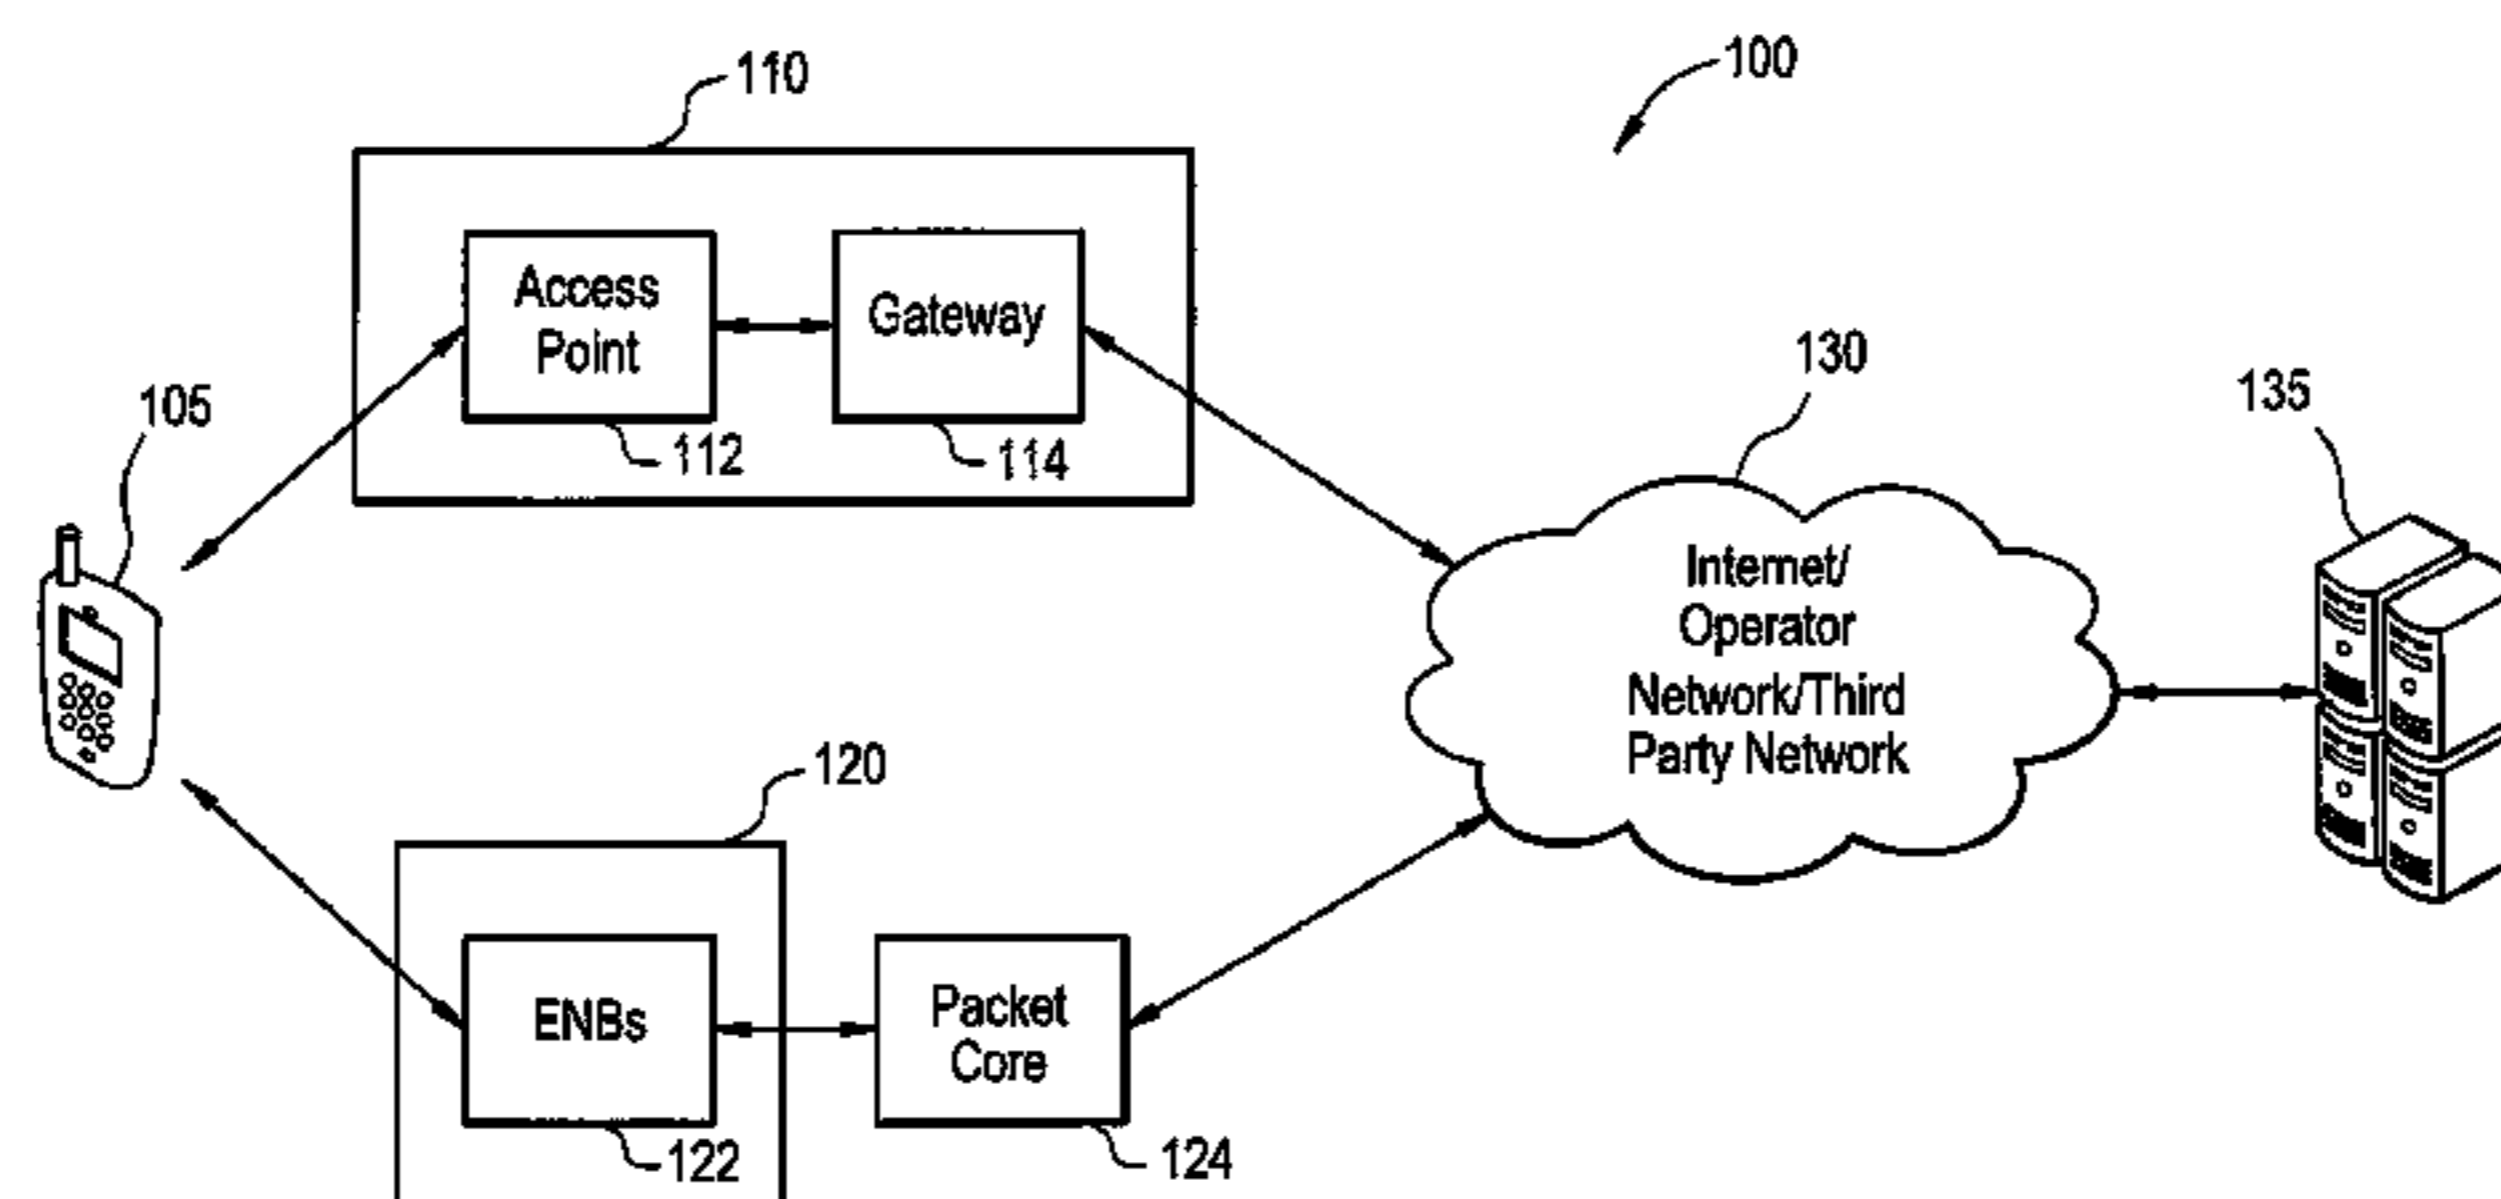 110
100
Access
Point
Gateway
112
114
105
130
135
Internet/
Operator
Network/Third
Party Network
120
ENBs
Packet
Core
122
124